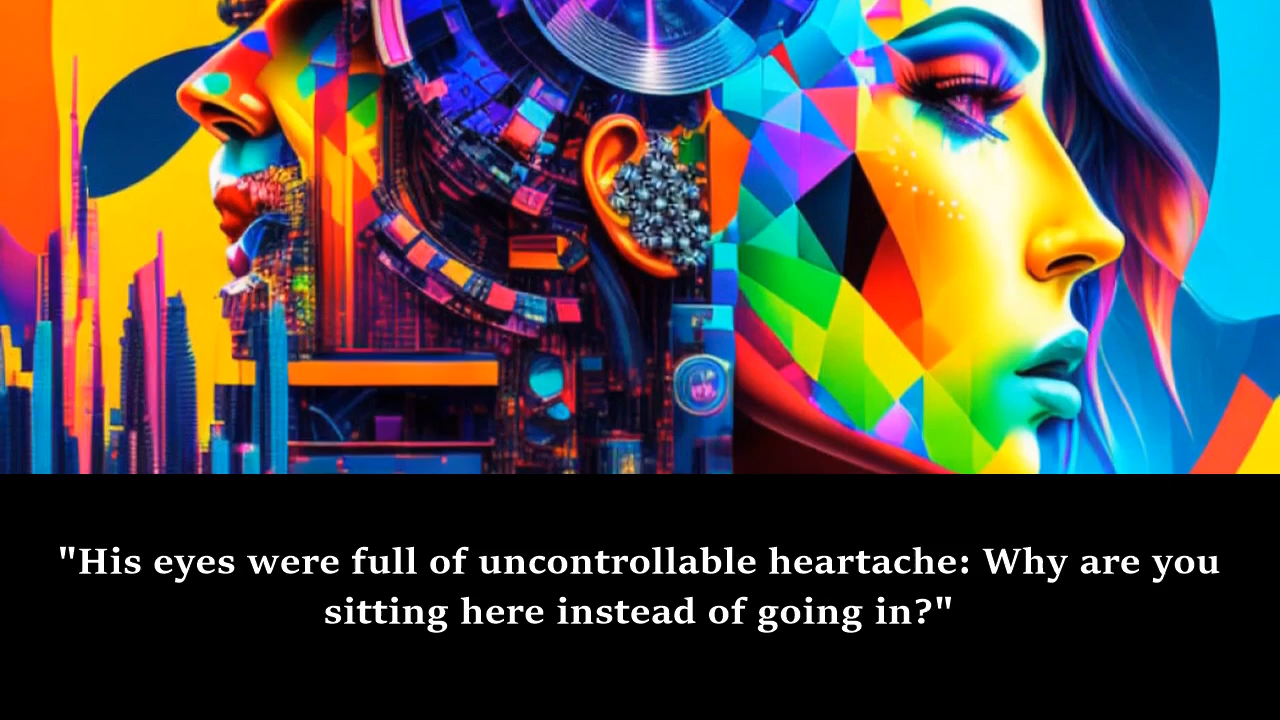 "His eyes were full of uncontrollable heartache: Why are you
sitting here instead of going in?"